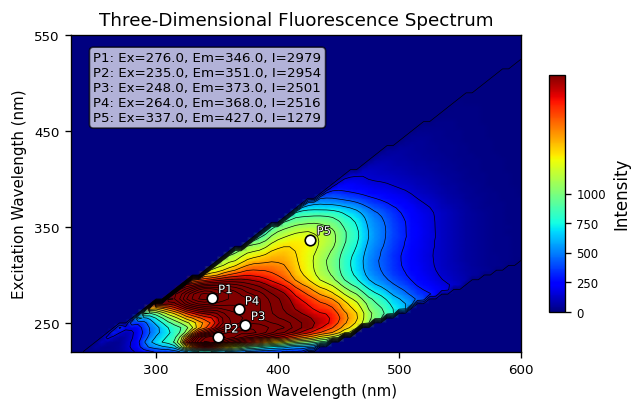 Three-Dimensional Fluorescence Spectrum
550
450
350
250
Excitation Wavelength (nm)
P1: Ex=276.0, Em=346.0, I=2979
P2: Ex=235.0, Em=351.0, I=2954
P3: Ex=248.0, Em=373.0, I=2501
P4: Ex=264.0, Em=368.0, I=2516
P5: Ex=337.0, Em=427.0, I=1279
P5
P1
P4
P3
P2
300
400
500
600
Emission Wavelength (nm)
1000
750
500
250
0
Intensity